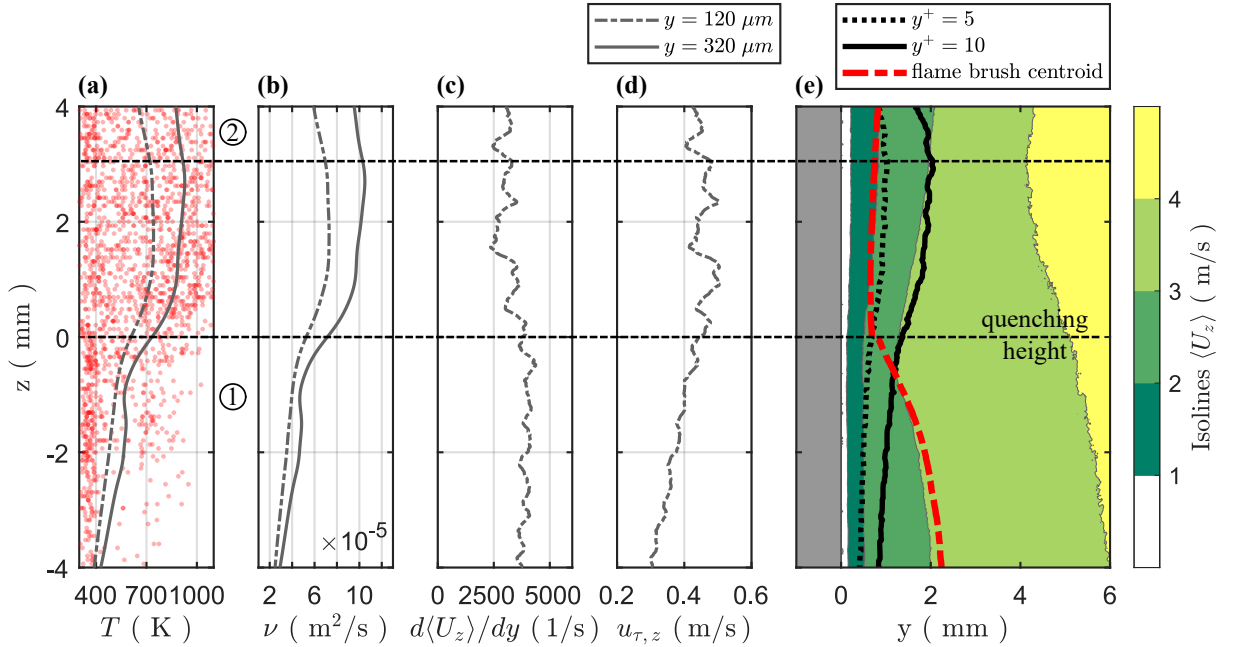 y = 120 μm
y = 320 μm
y⁺ = 5
y⁺ = 10
flame brush centroid
(a)
(b)
(c)
(d)
(e)
4
2
0
-2
-4
z ( mm )
②
①
×10⁻⁵
quenching
height
400 700 1000
2 6 10
0 2500 5000
0.2 0.4 0.6
0 2 4 6
T ( K )
ν ( m²/s )
d⟨U_z⟩/dy (1/s)
u_{τ,z} (m/s)
y ( mm )
4
3
2
1
Isolines ⟨U_z⟩ ( m/s )